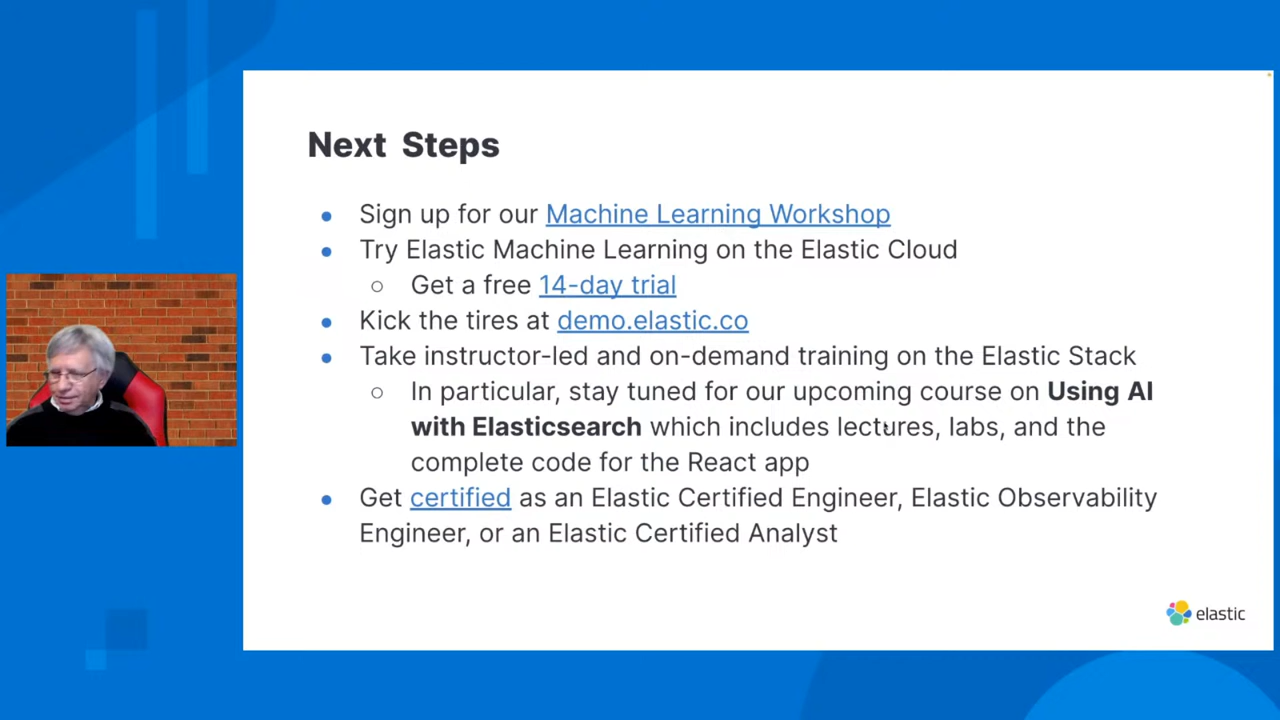 Next Steps
Sign up for our Machine Learning Workshop
Try Elastic Machine Learning on the Elastic Cloud
Get a free 14-day trial
Kick the tires at demo.elastic.co
Take instructor-led and on-demand training on the Elastic Stack
In particular, stay tuned for our upcoming course on Using AI
with Elasticsearch which includes lectures, labs, and the
complete code for the React app
Get certified as an Elastic Certified Engineer, Elastic Observability
Engineer, or an Elastic Certified Analyst
elastic